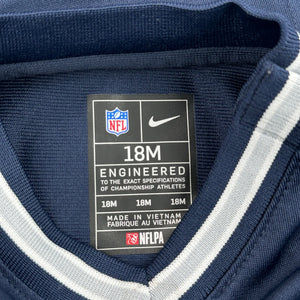 NFL
18M
ENGINEERED
TO THE EXACT SPECIFICATIONS
OF CHAMPIONSHIP ATHLETES
18M 18M 18M
MADE IN VIETNAM
FABRIQUÉ AU VIETNAM
NFLPA